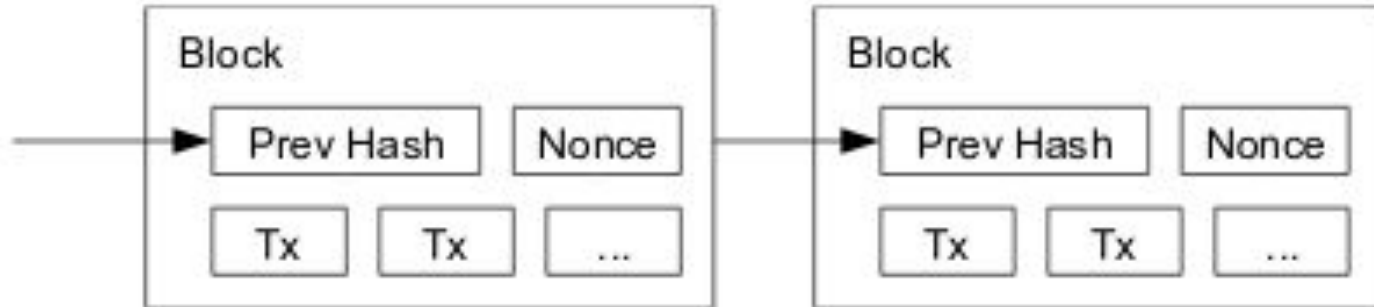 Block
Prev Hash Nonce
Tx Tx ...
Block
Prev Hash Nonce
Tx Tx ...